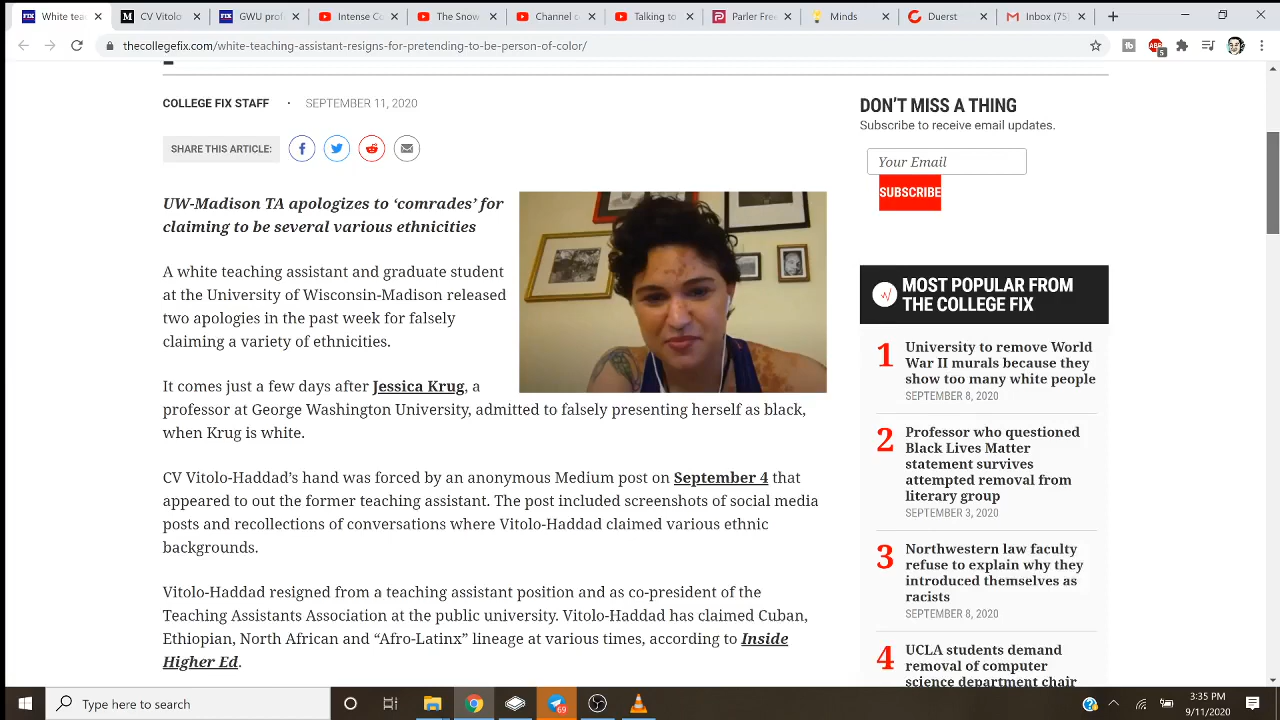 White tea
CV Vitolo
GWU prof
Intense Co
The Snow
Channel c
Talking to
Parler Free
Minds
Duerst
Inbox (75
thecollegefix.com/white-teaching-assistant-resigns-for-pretending-to-be-person-of-color/
COLLEGE FIX STAFF · SEPTEMBER 11, 2020
SHARE THIS ARTICLE:
UW-Madison TA apologizes to ‘comrades’ for
claiming to be several various ethnicities
A white teaching assistant and graduate student
at the University of Wisconsin-Madison released
two apologies in the past week for falsely
claiming a variety of ethnicities.
It comes just a few days after Jessica Krug, a
professor at George Washington University, admitted to falsely presenting herself as black,
when Krug is white.
CV Vitolo-Haddad’s hand was forced by an anonymous Medium post on September 4 that
appeared to out the former teaching assistant. The post included screenshots of social media
posts and recollections of conversations where Vitolo-Haddad claimed various ethnic
backgrounds.
Vitolo-Haddad resigned from a teaching assistant position and as co-president of the
Teaching Assistants Association at the public university. Vitolo-Haddad has claimed Cuban,
Ethiopian, North African and “Afro-Latinx” lineage at various times, according to Inside
Higher Ed.
DON’T MISS A THING
Subscribe to receive email updates.
Your Email
SUBSCRIBE
MOST POPULAR FROM
THE COLLEGE FIX
1
University to remove World
War II murals because they
show too many white people
SEPTEMBER 8, 2020
2
Professor who questioned
Black Lives Matter
statement survives
attempted removal from
literary group
SEPTEMBER 3, 2020
3
Northwestern law faculty
refuse to explain why they
introduced themselves as
racists
SEPTEMBER 8, 2020
4
UCLA students demand
removal of computer
science department chair
Type here to search
3:35 PM
9/11/2020